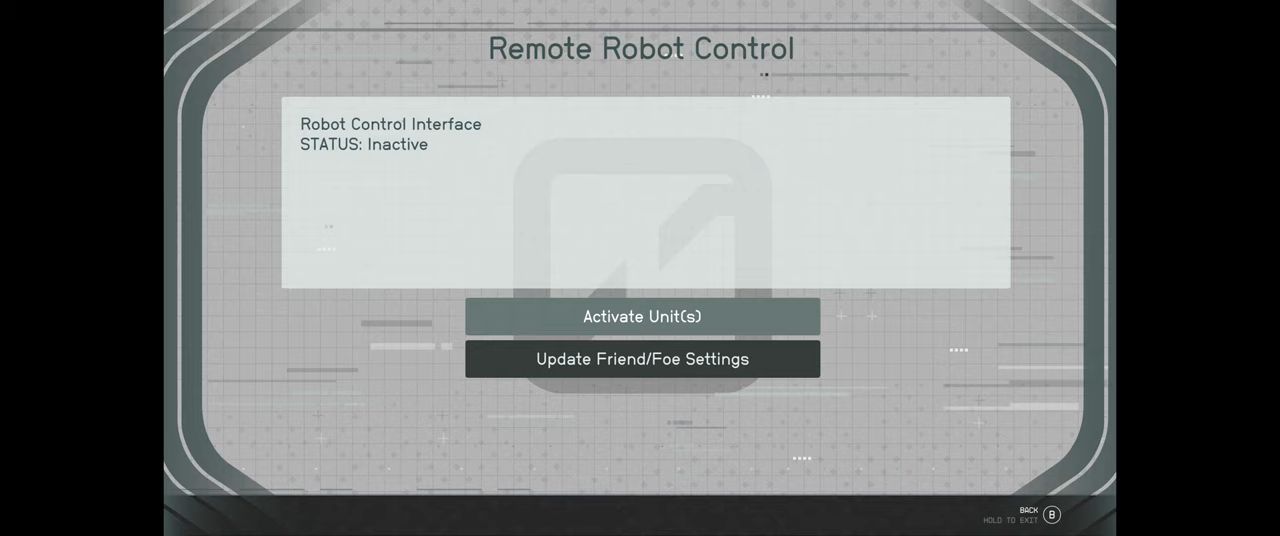 Remote Robot Control
Robot Control Interface
STATUS: Inactive
Activate Unit(s)
Update Friend/Foe Settings
BACK
HOLD TO EXIT
B